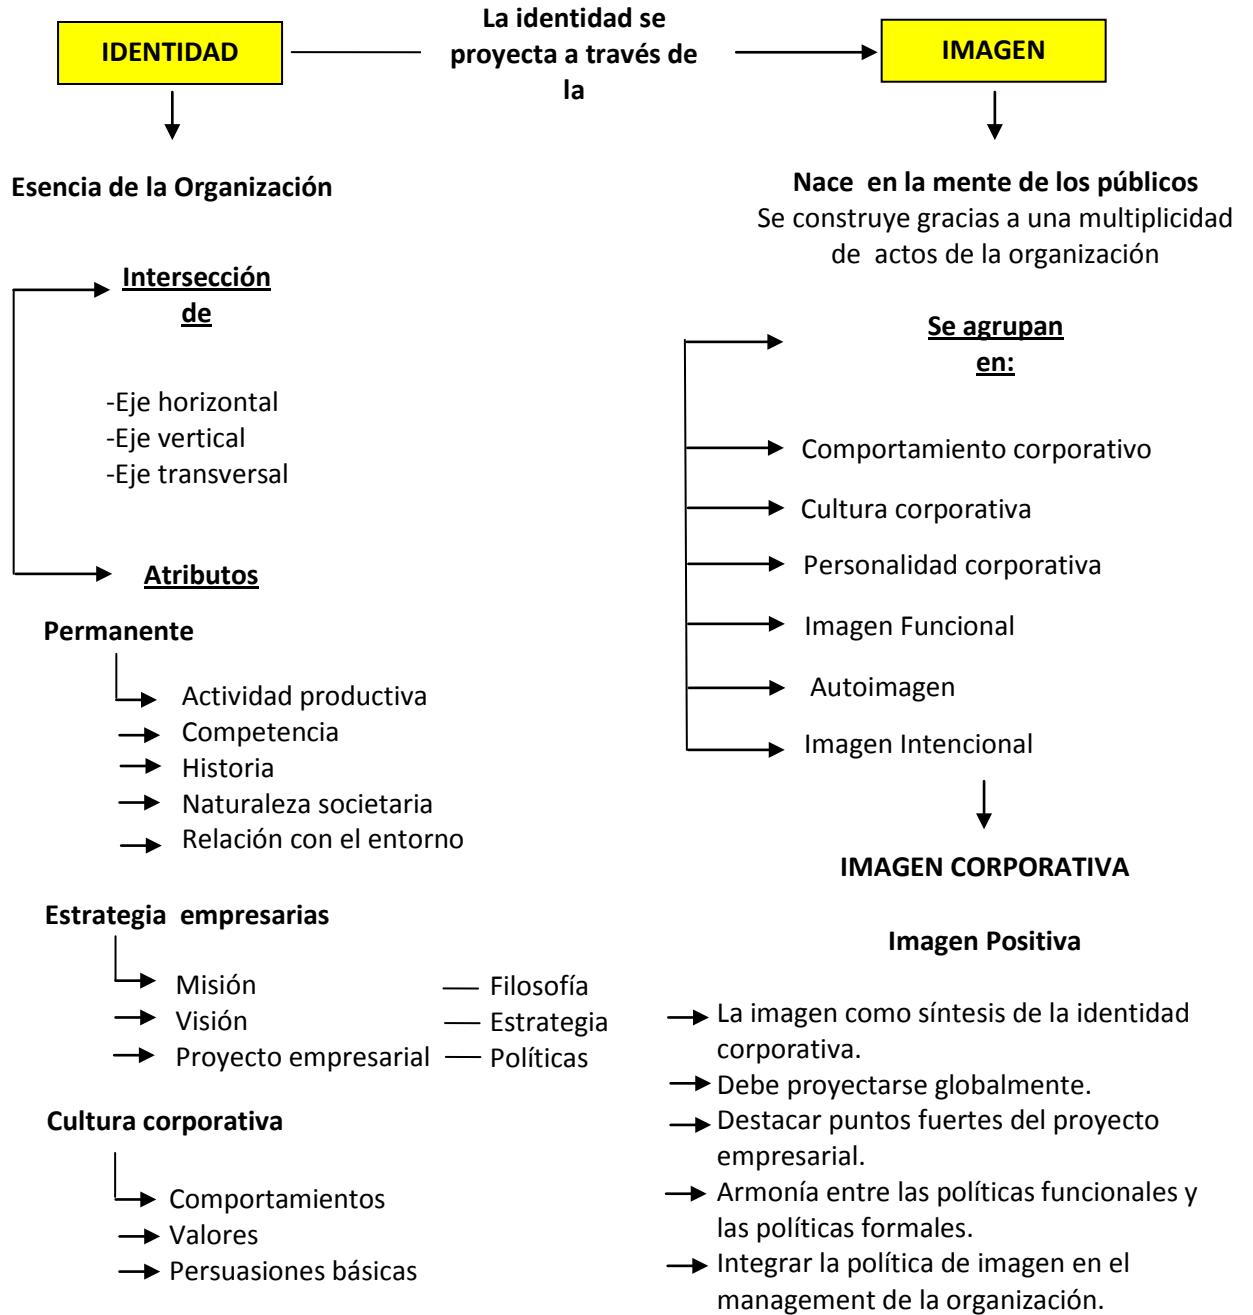 IDENTIDAD
La identidad se
proyecta a través de
la
IMAGEN
Esencia de la Organización
Intersección
de
-Eje horizontal
-Eje vertical
-Eje transversal
Atributos
Permanente
Actividad productiva
Competencia
Historia
Naturaleza societaria
Relación con el entorno
Estrategia empresarias
Misión — Filosofía
Visión — Estrategia
Proyecto empresarial — Políticas
Cultura corporativa
Comportamientos
Valores
Persuasiones básicas
Nace en la mente de los públicos
Se construye gracias a una multiplicidad
de actos de la organización
Se agrupan
en:
Comportamiento corporativo
Cultura corporativa
Personalidad corporativa
Imagen Funcional
Autoimagen
Imagen Intencional
IMAGEN CORPORATIVA
Imagen Positiva
La imagen como síntesis de la identidad
corporativa.
Debe proyectarse globalmente.
Destacar puntos fuertes del proyecto
empresarial.
Armonía entre las políticas funcionales y
las políticas formales.
Integrar la política de imagen en el
management de la organización.